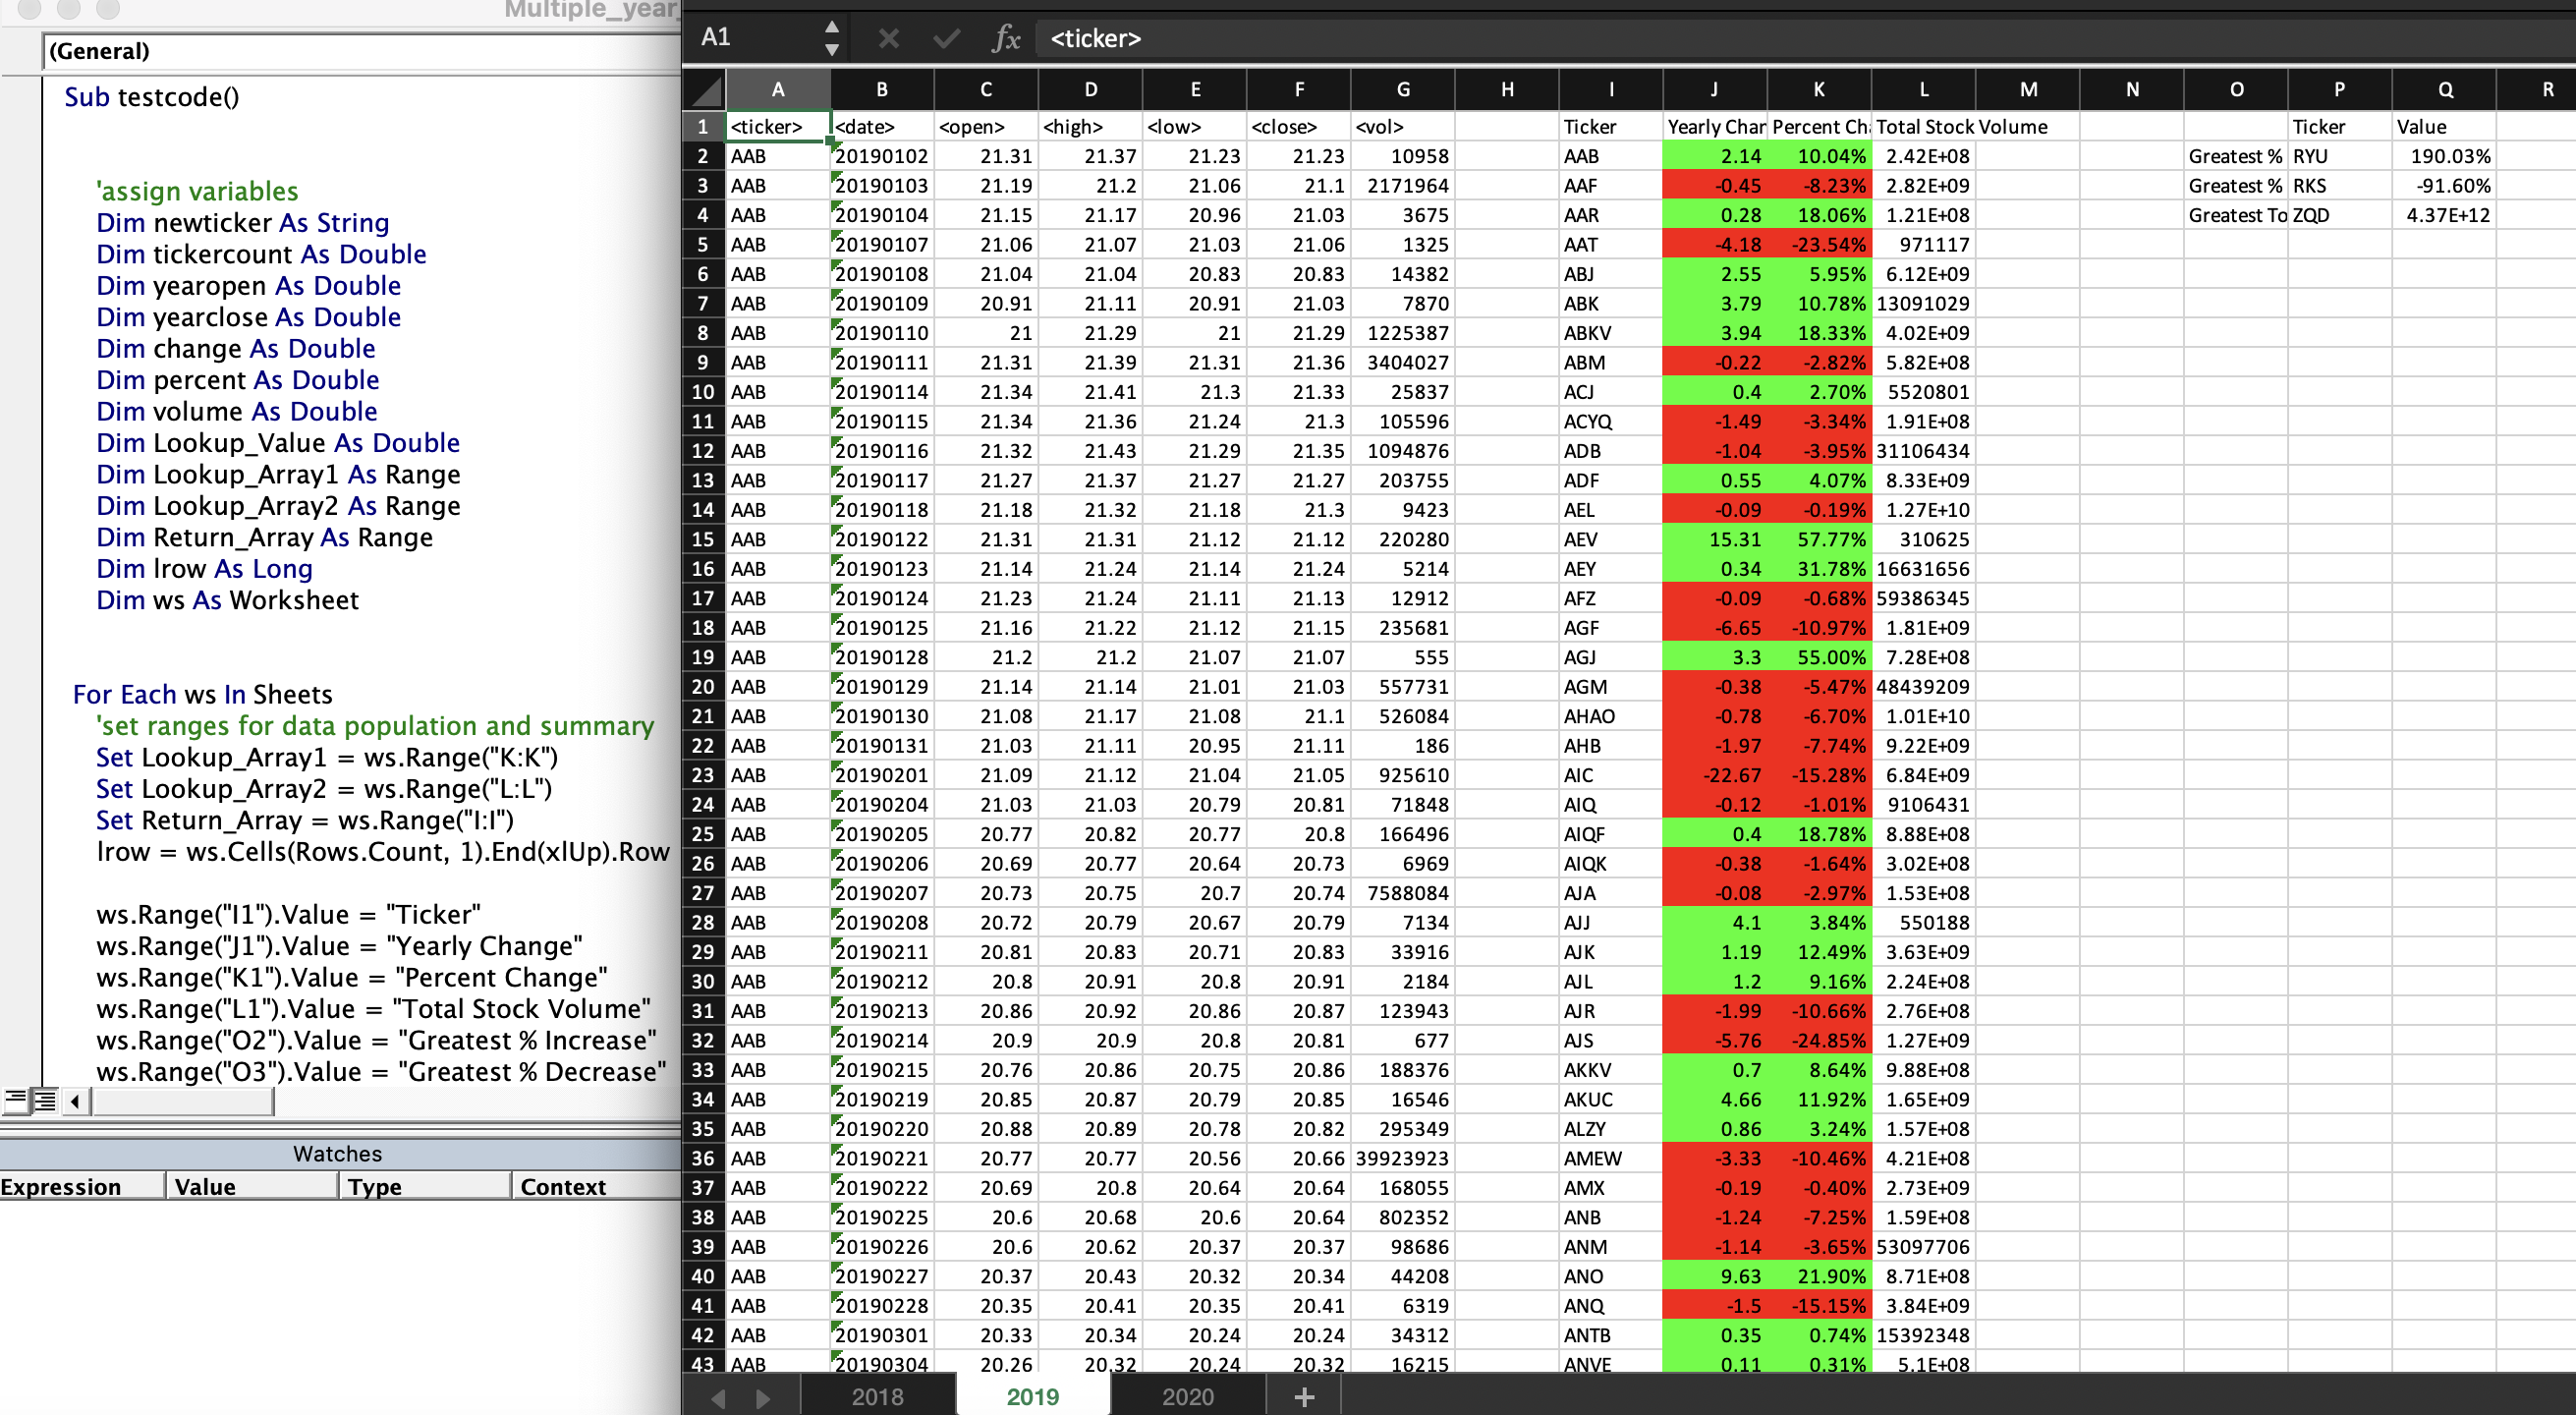 Multiple_year_
(General)
Sub testcode()
'assign variables
Dim newticker As String
Dim tickercount As Double
Dim yearopen As Double
Dim yearclose As Double
Dim change As Double
Dim percent As Double
Dim volume As Double
Dim Lookup_Value As Double
Dim Lookup_Array1 As Range
Dim Lookup_Array2 As Range
Dim Return_Array As Range
Dim lrow As Long
Dim ws As Worksheet
For Each ws In Sheets
'set ranges for data population and summary
Set Lookup_Array1 = ws.Range("K:K")
Set Lookup_Array2 = ws.Range("L:L")
Set Return_Array = ws.Range("I:I")
lrow = ws.Cells(Rows.Count, 1).End(xlUp).Row
ws.Range("I1").Value = "Ticker"
ws.Range("J1").Value = "Yearly Change"
ws.Range("K1").Value = "Percent Change"
ws.Range("L1").Value = "Total Stock Volume"
ws.Range("O2").Value = "Greatest % Increase"
ws.Range("O3").Value = "Greatest % Decrease"
Watches
Expression Value Type Context
A1 fx <ticker>
A B C D E F G H I J K L M N O P Q R
1 <ticker> <date> <open> <high> <low> <close> <vol> Ticker Yearly Char Percent Ch Total Stock Volume Ticker Value
2 AAB 20190102 21.31 21.37 21.23 21.23 10958 AAB 2.14 10.04% 2.42E+08 Greatest % RYU 190.03%
3 AAB 20190103 21.19 21.2 21.06 21.1 2171964 AAF -0.45 -8.23% 2.82E+09 Greatest % RKS -91.60%
4 AAB 20190104 21.15 21.17 20.96 21.03 3675 AAR 0.28 18.06% 1.21E+08 Greatest To ZQD 4.37E+12
5 AAB 20190107 21.06 21.07 21.03 21.06 1325 AAT -4.18 -23.54% 971117
6 AAB 20190108 21.04 21.04 20.83 20.83 14382 ABJ 2.55 5.95% 6.12E+09
7 AAB 20190109 20.91 21.11 20.91 21.03 7870 ABK 3.79 10.78% 13091029
8 AAB 20190110 21 21.29 21 21.29 1225387 ABKV 3.94 18.33% 4.02E+09
9 AAB 20190111 21.31 21.39 21.31 21.36 3404027 ABM -0.22 -2.82% 5.82E+08
10 AAB 20190114 21.34 21.41 21.3 21.33 25837 ACJ 0.4 2.70% 5520801
11 AAB 20190115 21.34 21.36 21.24 21.3 105596 ACYQ -1.49 -3.34% 1.91E+08
12 AAB 20190116 21.32 21.43 21.29 21.35 1094876 ADB -1.04 -3.95% 31106434
13 AAB 20190117 21.27 21.37 21.27 21.27 203755 ADF 0.55 4.07% 8.33E+09
14 AAB 20190118 21.18 21.32 21.18 21.3 9423 AEL -0.09 -0.19% 1.27E+10
15 AAB 20190122 21.31 21.31 21.12 21.12 220280 AEV 15.31 57.77% 310625
16 AAB 20190123 21.14 21.24 21.14 21.24 5214 AEY 0.34 31.78% 16631656
17 AAB 20190124 21.23 21.24 21.11 21.13 12912 AFZ -0.09 -0.68% 59386345
18 AAB 20190125 21.16 21.22 21.12 21.15 235681 AGF -6.65 -10.97% 1.81E+09
19 AAB 20190128 21.2 21.2 21.07 21.07 555 AGJ 3.3 55.00% 7.28E+08
20 AAB 20190129 21.14 21.14 21.01 21.03 557731 AGM -0.38 -5.47% 48439209
21 AAB 20190130 21.08 21.17 21.08 21.1 526084 AHAO -0.78 -6.70% 1.01E+10
22 AAB 20190131 21.03 21.11 20.95 21.11 186 AHB -1.97 -7.74% 9.22E+09
23 AAB 20190201 21.09 21.12 21.04 21.05 925610 AIC -22.67 -15.28% 6.84E+09
24 AAB 20190204 21.03 21.03 20.79 20.81 71848 AIQ -0.12 -1.01% 9106431
25 AAB 20190205 20.77 20.82 20.77 20.8 166496 AIQF 0.4 18.78% 8.88E+08
26 AAB 20190206 20.69 20.77 20.64 20.73 6969 AIQK -0.38 -1.64% 3.02E+08
27 AAB 20190207 20.73 20.75 20.7 20.74 7588084 AJA -0.08 -2.97% 1.53E+08
28 AAB 20190208 20.72 20.79 20.67 20.79 7134 AJJ 4.1 3.84% 550188
29 AAB 20190211 20.81 20.83 20.71 20.83 33916 AJK 1.19 12.49% 3.63E+09
30 AAB 20190212 20.8 20.91 20.8 20.91 2184 AJL 1.2 9.16% 2.24E+08
31 AAB 20190213 20.86 20.92 20.86 20.87 123943 AJR -1.99 -10.66% 2.76E+08
32 AAB 20190214 20.9 20.9 20.8 20.81 677 AJS -5.76 -24.85% 1.27E+09
33 AAB 20190215 20.76 20.86 20.75 20.86 188376 AKKV 0.7 8.64% 9.88E+08
34 AAB 20190219 20.85 20.87 20.79 20.85 16546 AKUC 4.66 11.92% 1.65E+09
35 AAB 20190220 20.88 20.89 20.78 20.82 295349 ALZY 0.86 3.24% 1.57E+08
36 AAB 20190221 20.77 20.77 20.56 20.66 39923923 AMEW -3.33 -10.46% 4.21E+08
37 AAB 20190222 20.69 20.8 20.64 20.64 168055 AMX -0.19 -0.40% 2.73E+09
38 AAB 20190225 20.6 20.68 20.6 20.64 802352 ANB -1.24 -7.25% 1.59E+08
39 AAB 20190226 20.6 20.62 20.37 20.37 98686 ANM -1.14 -3.65% 53097706
40 AAB 20190227 20.37 20.43 20.32 20.34 44208 ANO 9.63 21.90% 8.71E+08
41 AAB 20190228 20.35 20.41 20.35 20.41 6319 ANQ -1.5 -15.15% 3.84E+09
42 AAB 20190301 20.33 20.34 20.24 20.24 34312 ANTB 0.35 0.74% 15392348
43 AAB 20190304 20.26 20.32 20.24 20.32 16215 ANVE 0.11 0.31% 5.1E+08
2018 2019 2020 +